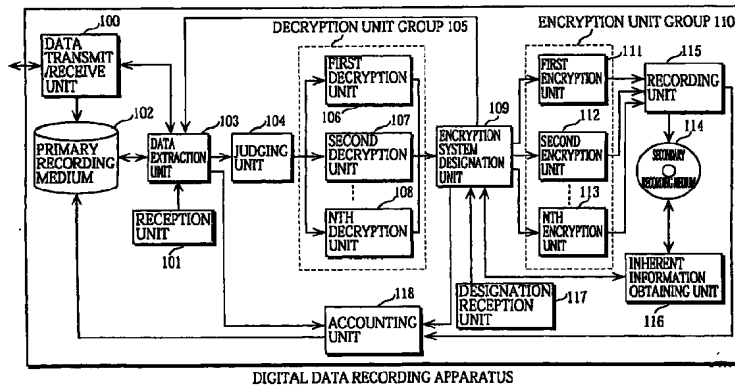 DECRYPTION UNIT GROUP 105
ENCRYPTION UNIT GROUP 110
100
DATA
TRANSMIT
/RECEIVE
UNIT
102
PRIMARY
RECORDING
MEDIUM
103
DATA
EXTRACTION
UNIT
RECEPTION
UNIT
101
104
JUDGING
UNIT
FIRST
DECRYPTION
UNIT
106
107
SECOND
DECRYPTION
UNIT
108
NTH
DECRYPTION
UNIT
109
ENCRYPTION
SYSTEM
DESIGNATION
UNIT
111
FIRST
ENCRYPTION
UNIT
112
SECOND
ENCRYPTION
UNIT
113
NTH
ENCRYPTION
UNIT
115
RECORDING
UNIT
114
SECONDARY
RECORDING MEDIUM
INHERENT
INFORMATION
OBTAINING UNIT
116
DESIGNATION
RECEPTION
UNIT
117
118
ACCOUNTING
UNIT
DIGITAL DATA RECORDING APPARATUS